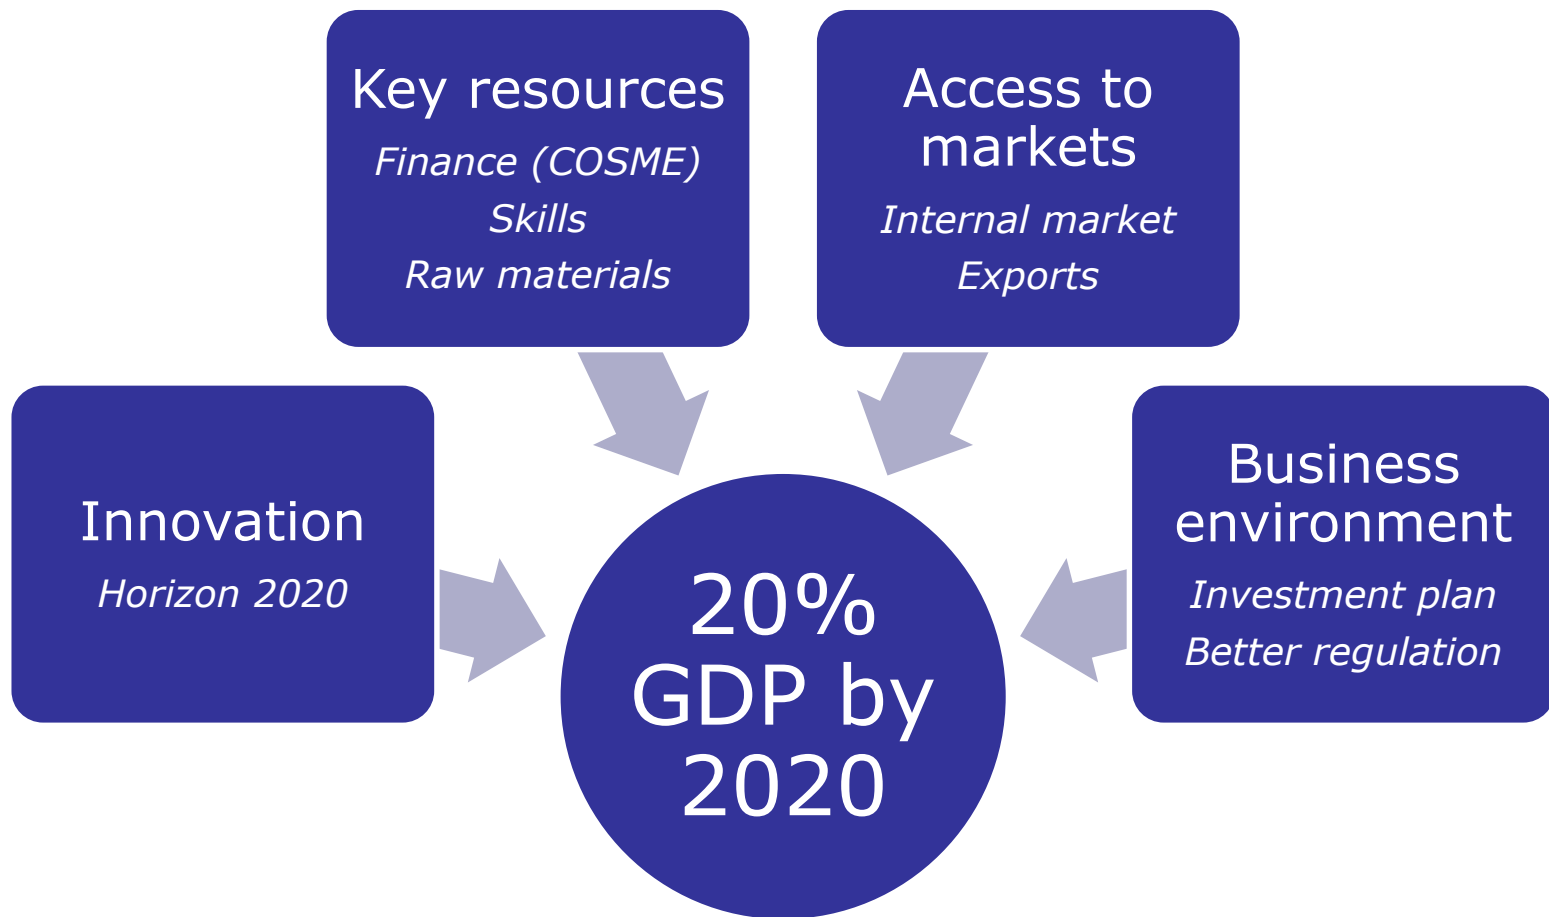 Key resources
Finance (COSME)
Skills
Raw materials
Access to
markets
Internal market
Exports
Innovation
Horizon 2020
Business
environment
Investment plan
Better regulation
20%
GDP by
2020